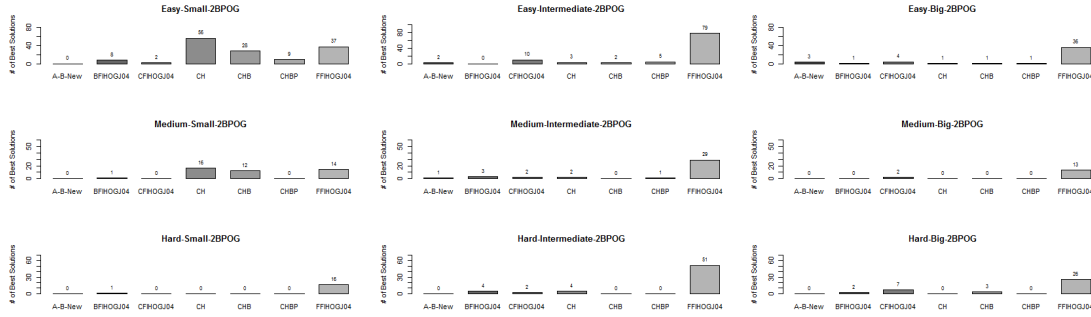 Easy-Small-2BPOG
# of Best Solutions
0 40 80
0 8 2 56 28 9 37
A-B-New BFIHOGJ04 CFIHOGJ04 CH CHB CHBP FFIHOGJ04
Easy-Intermediate-2BPOG
# of Best Solutions
0 40 80
2 0 10 3 2 5 79
A-B-New BFIHOGJ04 CFIHOGJ04 CH CHB CHBP FFIHOGJ04
Easy-Big-2BPOG
# of Best Solutions
0 40 80
3 1 4 1 1 1 36
A-B-New BFIHOGJ04 CFIHOGJ04 CH CHB CHBP FFIHOGJ04
Medium-Small-2BPOG
# of Best Solutions
0 20 50
0 1 0 16 12 0 14
A-B-New BFIHOGJ04 CFIHOGJ04 CH CHB CHBP FFIHOGJ04
Medium-Intermediate-2BPOG
# of Best Solutions
0 20 50
1 3 2 2 0 1 29
A-B-New BFIHOGJ04 CFIHOGJ04 CH CHB CHBP FFIHOGJ04
Medium-Big-2BPOG
# of Best Solutions
0 20 50
0 0 2 0 0 0 13
A-B-New BFIHOGJ04 CFIHOGJ04 CH CHB CHBP FFIHOGJ04
Hard-Small-2BPOG
# of Best Solutions
0 30 60
0 1 0 0 0 0 16
A-B-New BFIHOGJ04 CFIHOGJ04 CH CHB CHBP FFIHOGJ04
Hard-Intermediate-2BPOG
# of Best Solutions
0 30 60
0 4 2 4 0 0 51
A-B-New BFIHOGJ04 CFIHOGJ04 CH CHB CHBP FFIHOGJ04
Hard-Big-2BPOG
# of Best Solutions
0 30 60
0 2 7 0 3 0 26
A-B-New BFIHOGJ04 CFIHOGJ04 CH CHB CHBP FFIHOGJ04